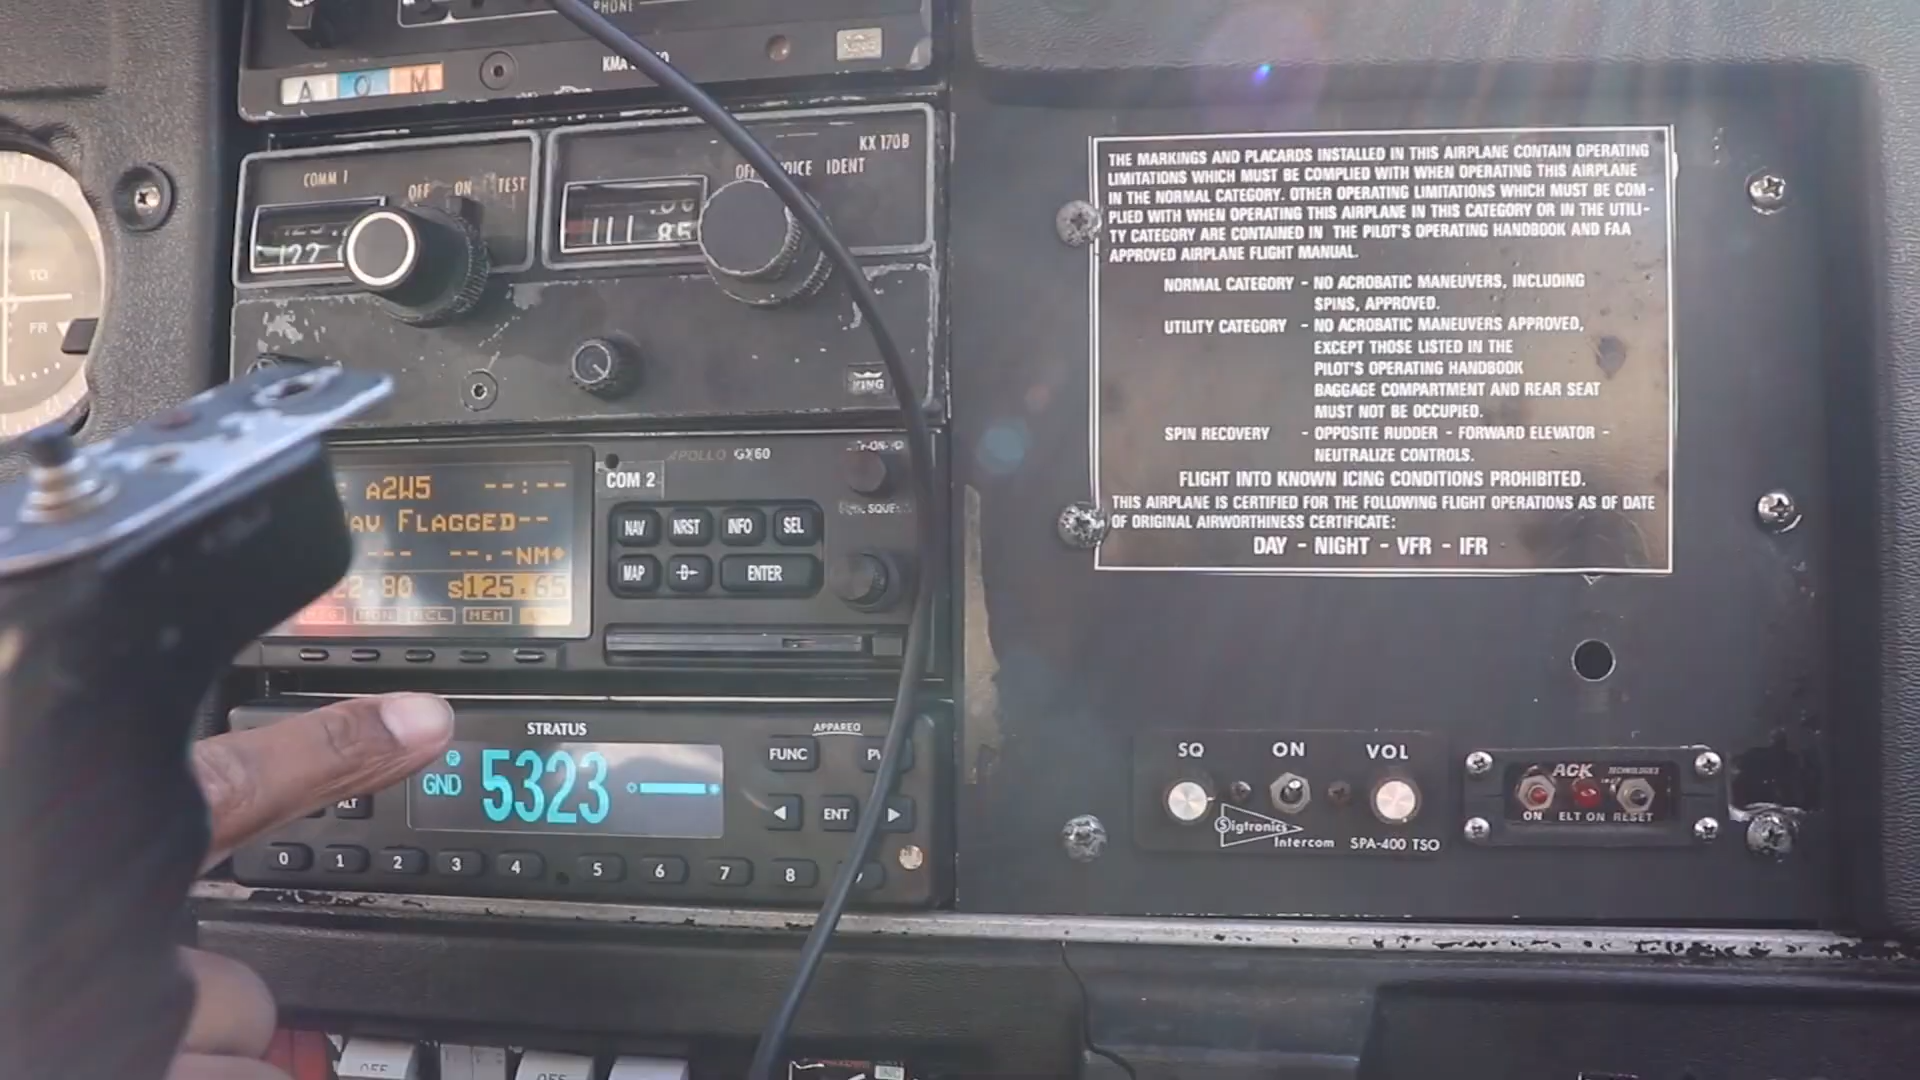 PHONE
KING
A O M
KX 170B
COMM 1
OFF ON TEST
IDENT
122
111 85
TO
FR
KING
THE MARKINGS AND PLACARDS INSTALLED IN THIS AIRPLANE CONTAIN OPERATING
LIMITATIONS WHICH MUST BE COMPLIED WITH WHEN OPERATING THIS AIRPLANE
IN THE NORMAL CATEGORY. OTHER OPERATING LIMITATIONS WHICH MUST BE COM-
PLIED WITH WHEN OPERATING THIS AIRPLANE IN THIS CATEGORY OR IN THE UTILI-
TY CATEGORY ARE CONTAINED IN THE PILOT'S OPERATING HANDBOOK AND FAA
APPROVED AIRPLANE FLIGHT MANUAL.
NORMAL CATEGORY - NO ACROBATIC MANEUVERS, INCLUDING
SPINS, APPROVED.
UTILITY CATEGORY - NO ACROBATIC MANEUVERS APPROVED,
EXCEPT THOSE LISTED IN THE
PILOT'S OPERATING HANDBOOK
BAGGAGE COMPARTMENT AND REAR SEAT
MUST NOT BE OCCUPIED.
SPIN RECOVERY - OPPOSITE RUDDER - FORWARD ELEVATOR -
NEUTRALIZE CONTROLS.
FLIGHT INTO KNOWN ICING CONDITIONS PROHIBITED.
THIS AIRPLANE IS CERTIFIED FOR THE FOLLOWING FLIGHT OPERATIONS AS OF DATE
OF ORIGINAL AIRWORTHINESS CERTIFICATE:
DAY - NIGHT - VFR - IFR
APOLLO GX60
COM 2
A2W5 --:--
FLAGGED--
--- --.-NM
22.80 s125.65
MEM
NAV NRST INFO SEL
MAP D ENTER
STRATUS
APPAREO
FUNC
GND 5323
ALT
ENT
0 1 2 3 4 5 6 7 8
SQ ON VOL
Sigtronics
Intercom SPA-400 TSO
ACK TECHNOLOGIES
ON ELT ON RESET
OFF
OFF